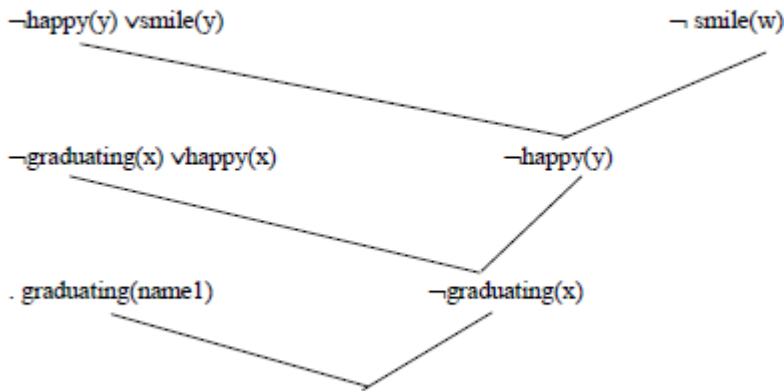 ¬happy(y) ∨smile(y) ¬ smile(w)
¬graduating(x) ∨happy(x) ¬happy(y)
. graduating(name1) ¬graduating(x)